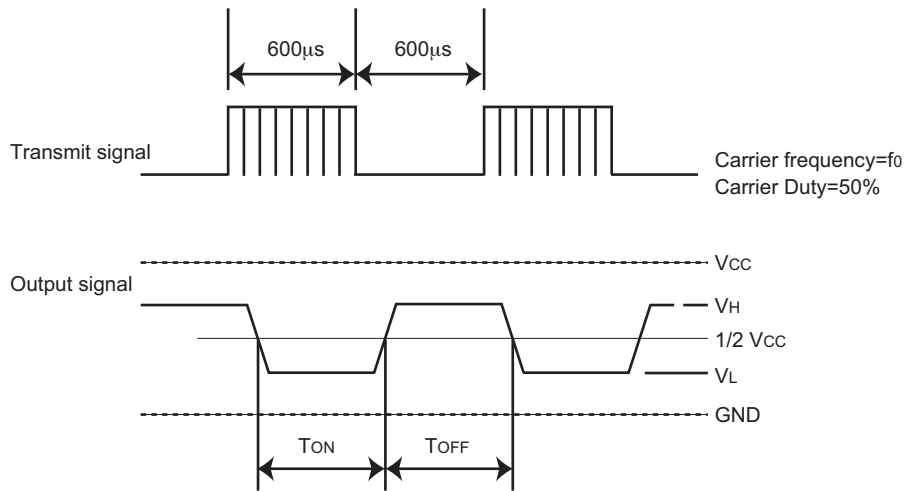 600μs
600μs
Transmit signal
Carrier frequency=f0
Carrier Duty=50%
VCC
Output signal
VH
1/2 VCC
VL
GND
TON
TOFF